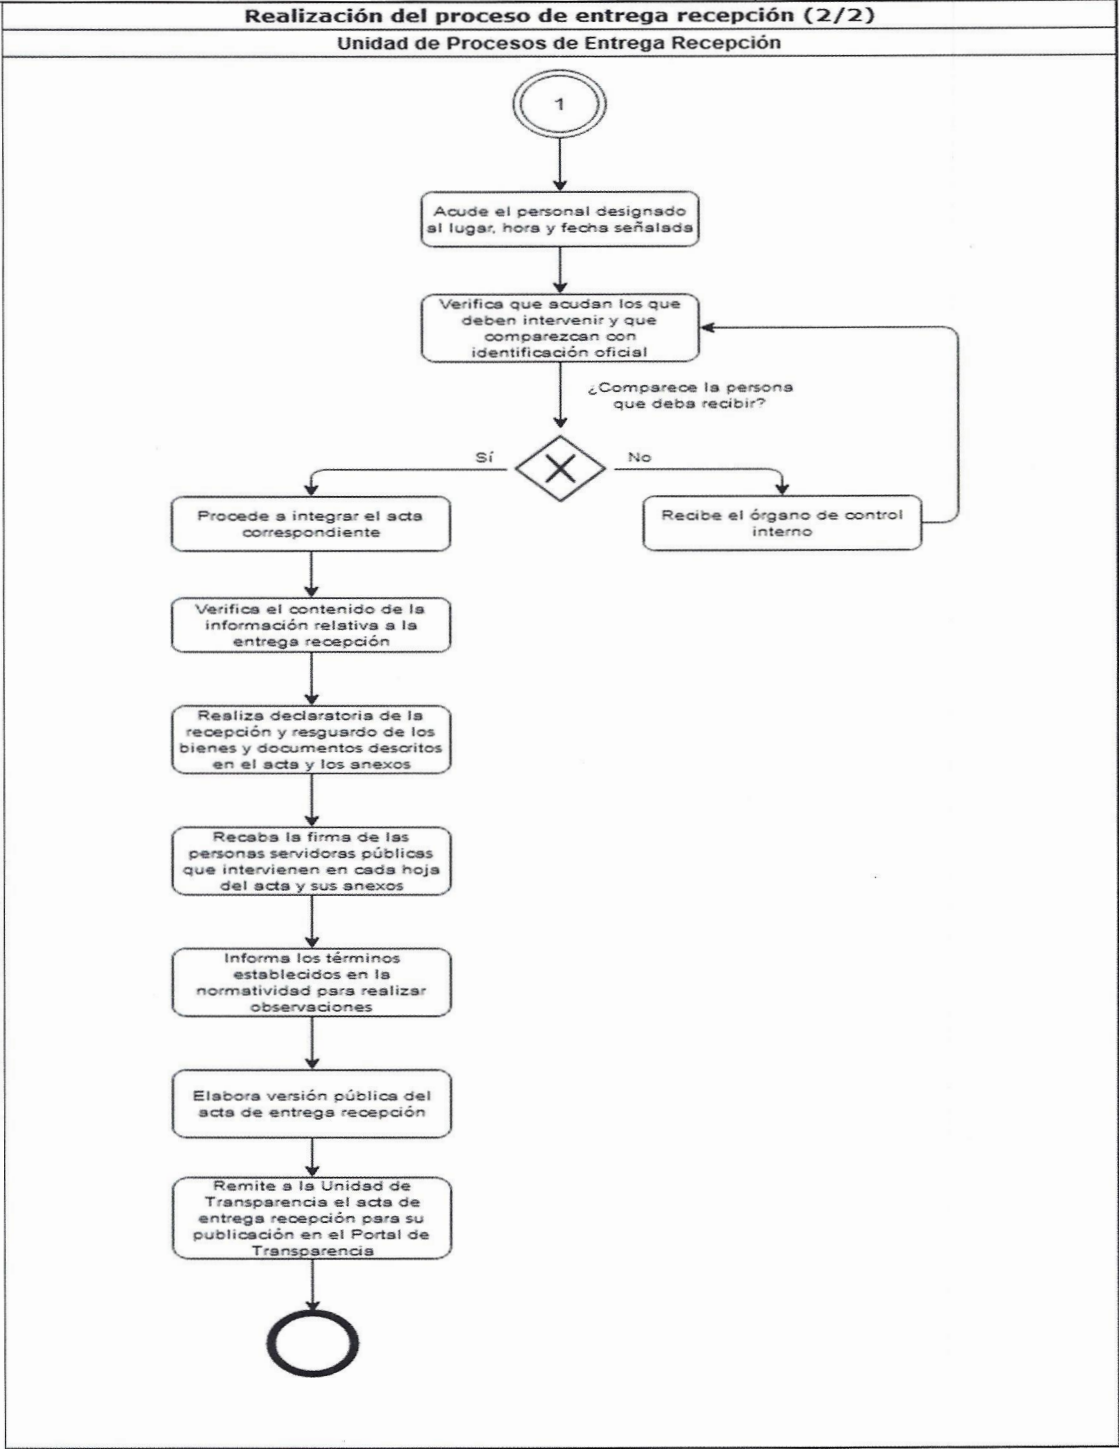 Realización del proceso de entrega recepción (2/2)
Unidad de Procesos de Entrega Recepción
1
Acude el personal designado
al lugar, hora y fecha señalada
Verifica que acudan los que
deben intervenir y que
comparezcan con
identificación oficial
¿Comparece la persona
que deba recibir?
Sí
No
Procede a integrar el acta
correspondiente
Recibe el órgano de control
interno
Verifica el contenido de la
información relativa a la
entrega recepción
Realiza declaratoria de la
recepción y resguardo de los
bienes y documentos descritos
en el acta y los anexos
Recaba la firma de las
personas servidoras públicas
que intervienen en cada hoja
del acta y sus anexos
Informa los términos
establecidos en la
normatividad para realizar
observaciones
Elabora versión pública del
acta de entrega recepción
Remite a la Unidad de
Transparencia el acta de
entrega recepción para su
publicación en el Portal de
Transparencia